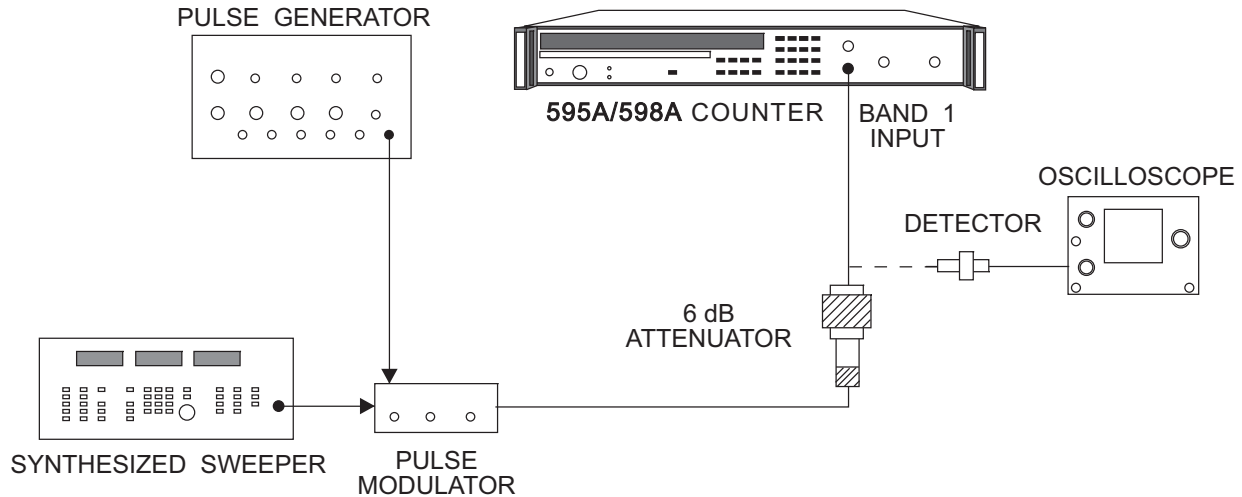 PULSE GENERATOR
595A/598A COUNTER
BAND 1
INPUT
OSCILLOSCOPE
DETECTOR
6 dB
ATTENUATOR
SYNTHESIZED SWEEPER
PULSE
MODULATOR